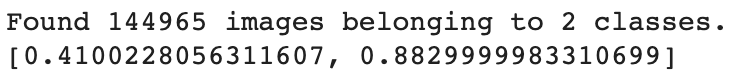 Found 144965 images belonging to 2 classes.
[0.4100228056311607, 0.8829999983310699]